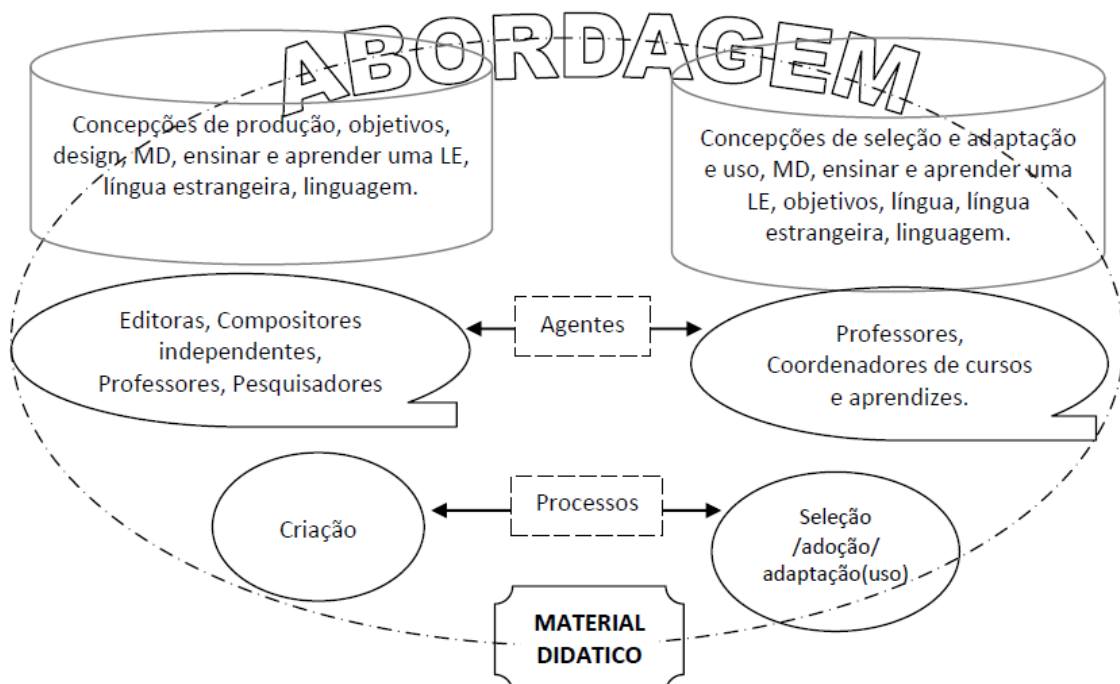 ABORDAGEM
Concepções de produção, objetivos,
design, MD, ensinar e aprender uma LE,
língua estrangeira, linguagem.
Concepções de seleção e adaptação
e uso, MD, ensinar e aprender uma
LE, objetivos, língua, língua
estrangeira, linguagem.
Editoras, Compositores
independentes,
Professores, Pesquisadores
Agentes
Professores,
Coordenadores de cursos
e aprendizes.
Criação
Processos
Seleção
/adoção/
adaptação(uso)
MATERIAL
DIDATICO